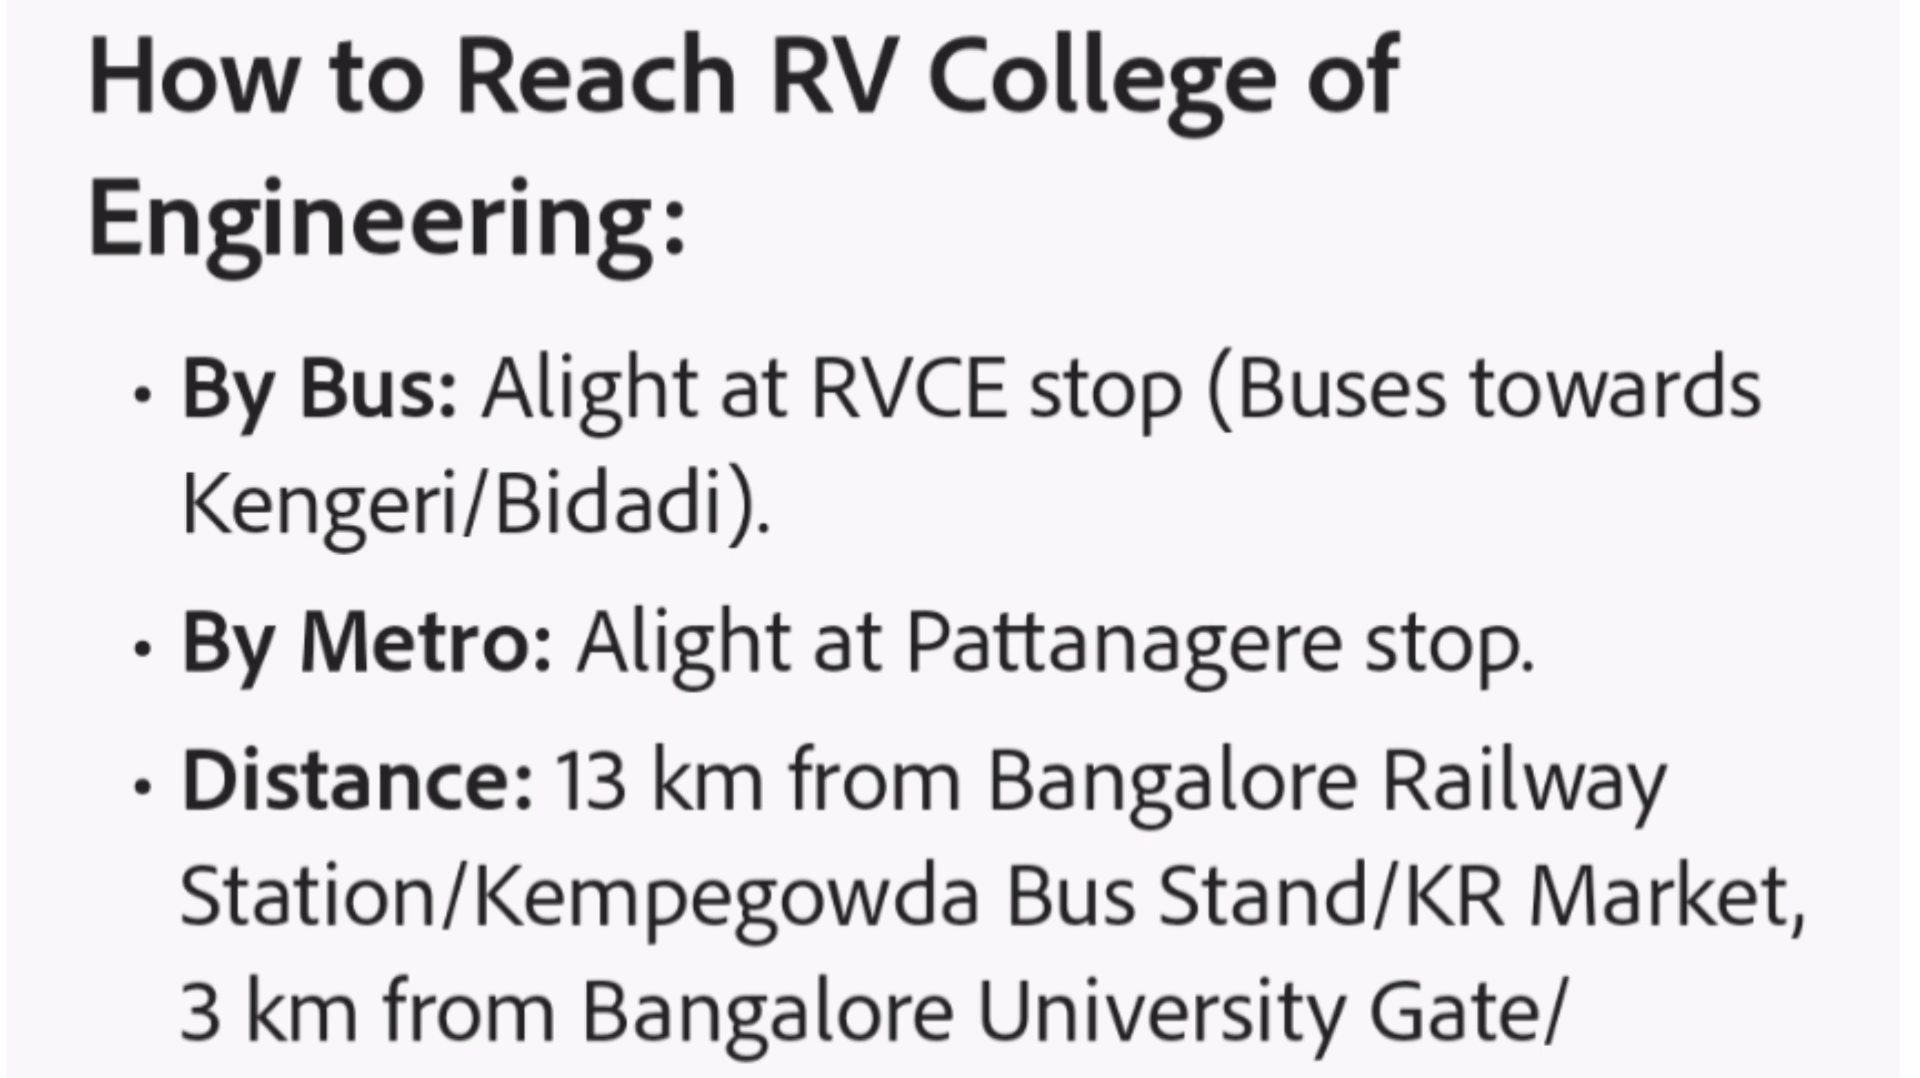 How to Reach RV College of
Engineering:
• By Bus: Alight at RVCE stop (Buses towards
Kengeri/Bidadi).
• By Metro: Alight at Pattanagere stop.
• Distance: 13 km from Bangalore Railway
Station/Kempegowda Bus Stand/KR Market,
3 km from Bangalore University Gate/